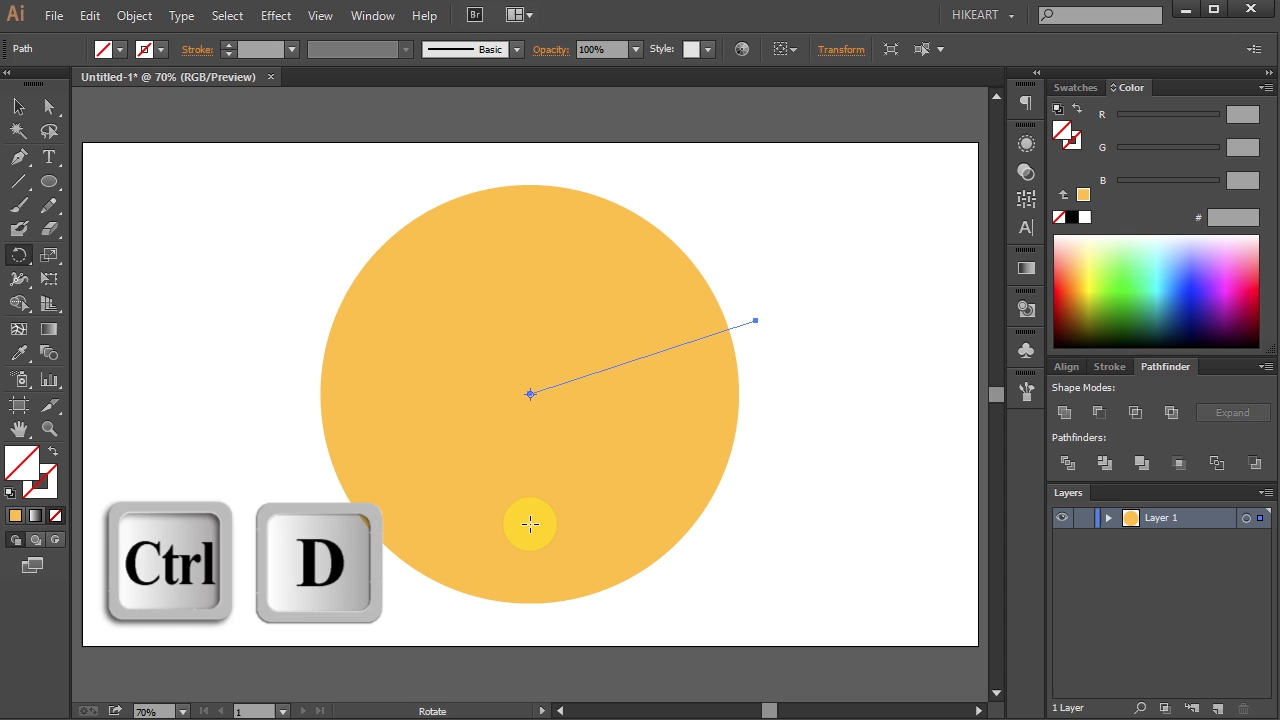 Ai File Edit Object Type Select Effect View Window Help Br HIKEART
Path Stroke: Basic Opacity: 100% Style: Transform
Untitled-1* @ 70% (RGB/Preview) ×
Swatches Color
R
G
B
#
T
A
Align Stroke Pathfinder
Shape Modes:
Expand
Pathfinders:
Layers
Layer 1
Ctrl D
1 Layer
70% 1 Rotate